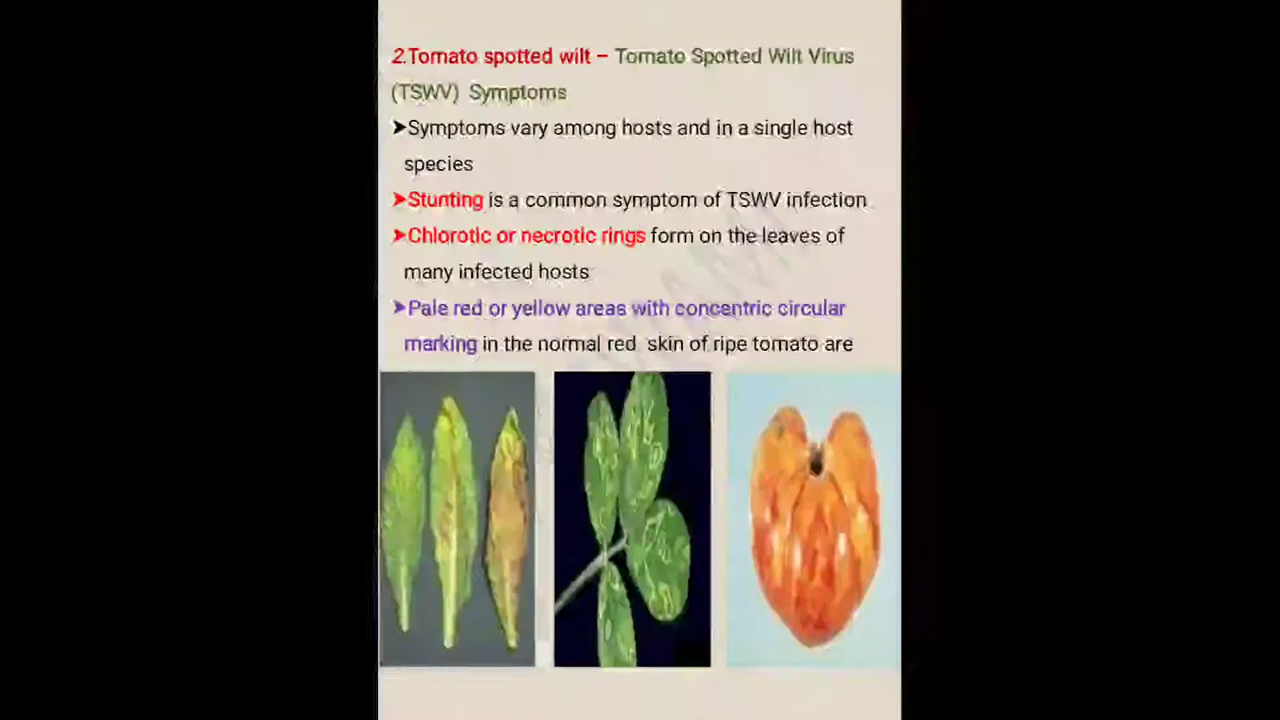 2.Tomato spotted wilt – Tomato Spotted Wilt Virus
(TSWV) Symptoms
➤Symptoms vary among hosts and in a single host
species
➤Stunting is a common symptom of TSWV infection
➤Chlorotic or necrotic rings form on the leaves of
many infected hosts
➤Pale red or yellow areas with concentric circular
marking in the normal red skin of ripe tomato are